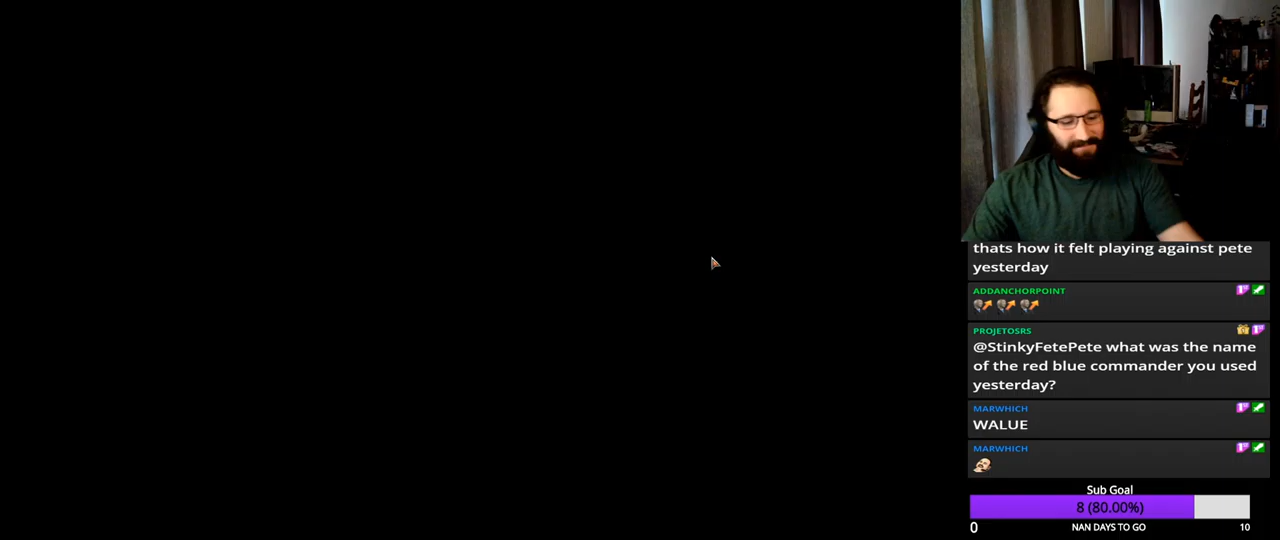 thats how it felt playing against pete
yesterday
ADDANCHORPOINT
PROJETOSRS
@StinkyFetePete what was the name
of the red blue commander you used
yesterday?
MARWHICH
WALUE
MARWHICH
Sub Goal
8 (80.00%)
0 NAN DAYS TO GO 10